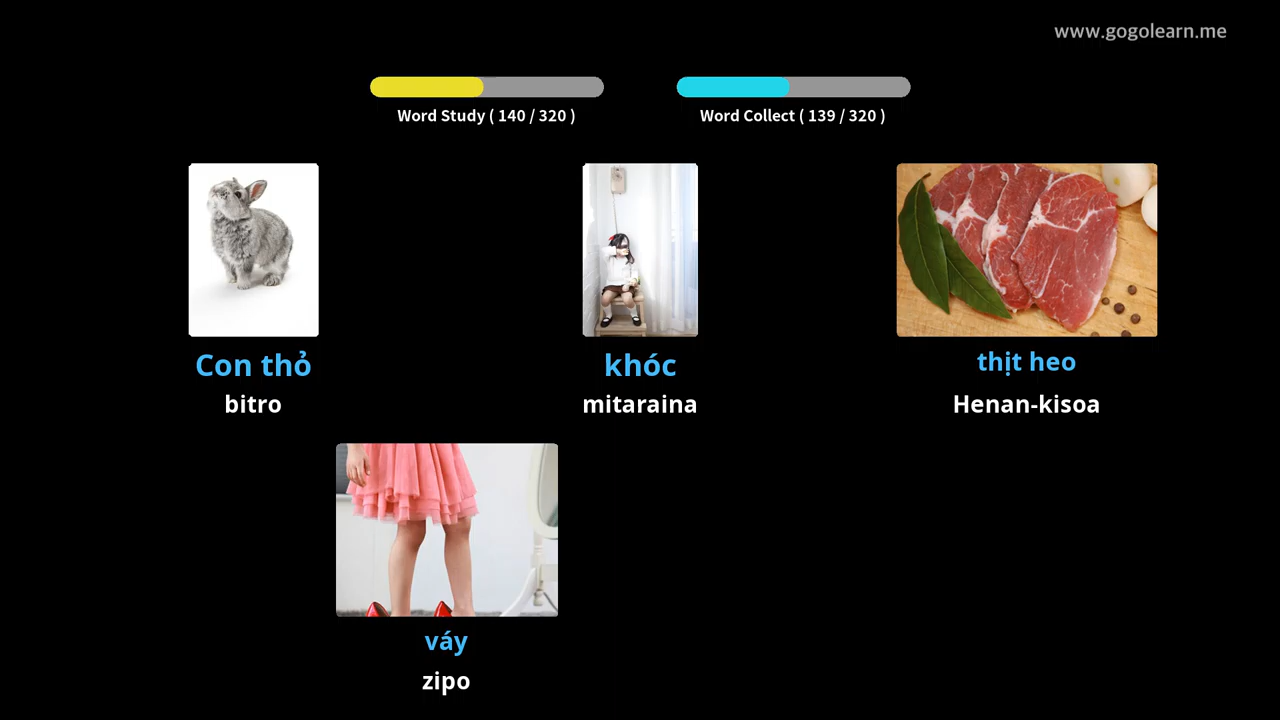 www.gogolearn.me
Word Study ( 140 / 320 )
Word Collect ( 139 / 320 )
Con thỏ
bitro
khóc
mitaraina
thịt heo
Henan-kisoa
váy
zipo